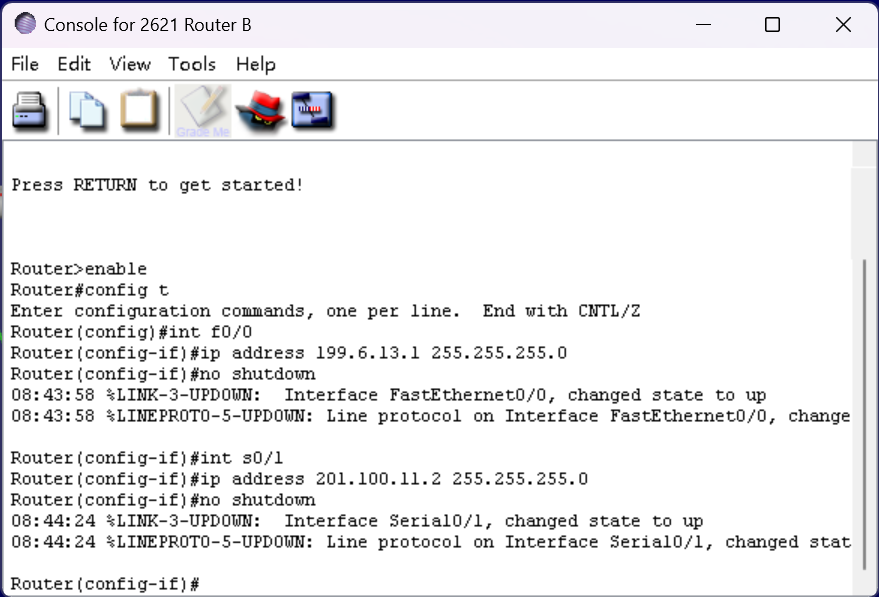 Console for 2621 Router B
File Edit View Tools Help
Grade Me
Press RETURN to get started!
Router>enable
Router#config t
Enter configuration commands, one per line.  End with CNTL/Z
Router(config)#int f0/0
Router(config-if)#ip address 199.6.13.1 255.255.255.0
Router(config-if)#no shutdown
08:43:58 %LINK-3-UPDOWN:  Interface FastEthernet0/0, changed state to up
08:43:58 %LINEPROTO-5-UPDOWN: Line protocol on Interface FastEthernet0/0, change
Router(config-if)#int s0/1
Router(config-if)#ip address 201.100.11.2 255.255.255.0
Router(config-if)#no shutdown
08:44:24 %LINK-3-UPDOWN:  Interface Serial0/1, changed state to up
08:44:24 %LINEPROTO-5-UPDOWN: Line protocol on Interface Serial0/1, changed stat
Router(config-if)#